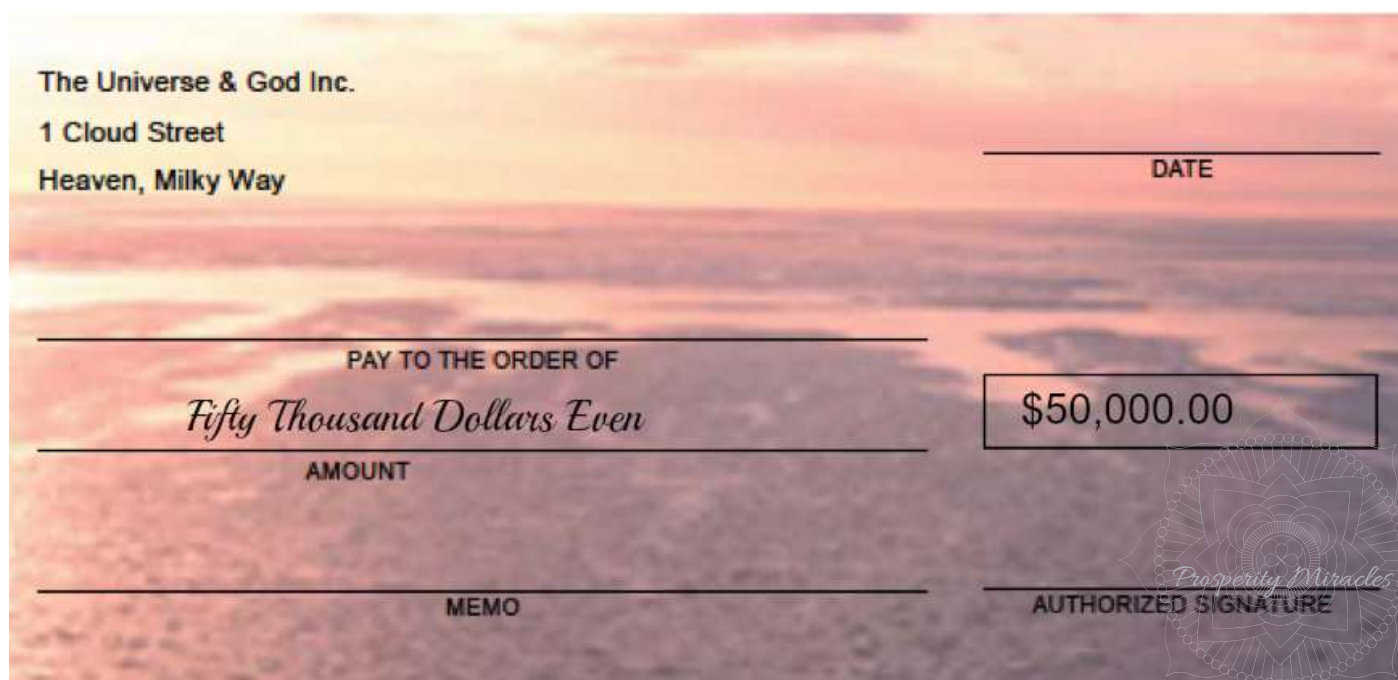 The Universe & God Inc.
1 Cloud Street
Heaven, Milky Way
DATE
PAY TO THE ORDER OF
Fifty Thousand Dollars Even
$50,000.00
AMOUNT
MEMO
Prosperity Miracles
AUTHORIZED SIGNATURE